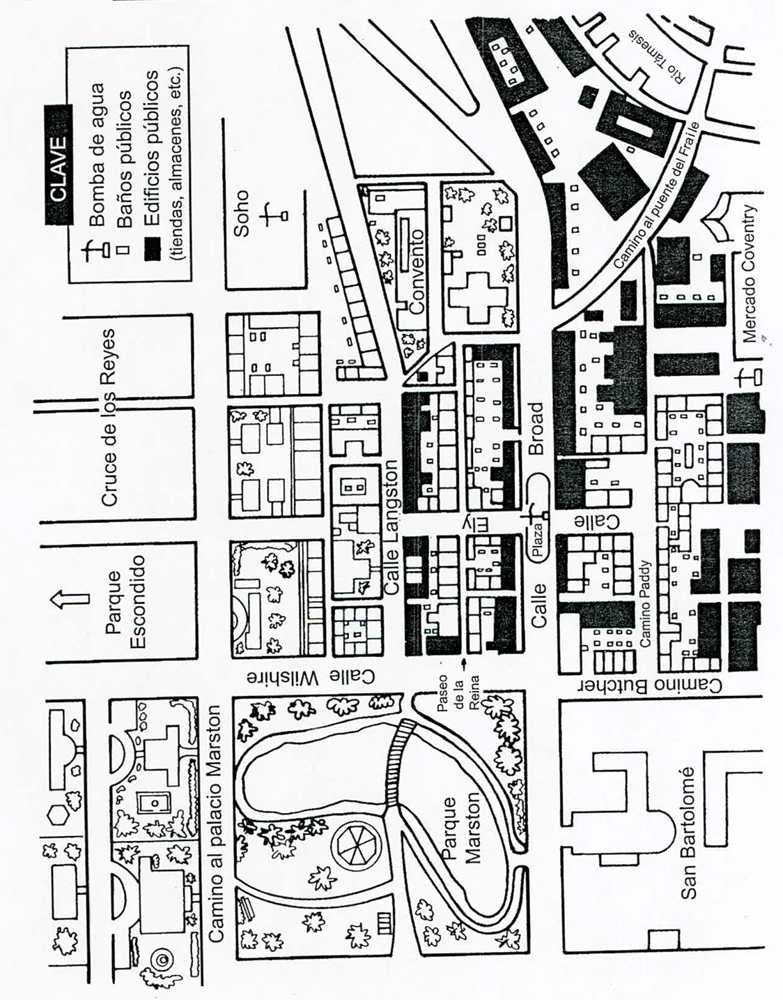 CLAVE
Bomba de agua
Baños públicos
Edificios públicos
(tiendas, almacenes, etc.)
Soho
Cruce de los Reyes
Parque
Escondido
Convento
Río Támesis
Camino al puente del Fraile
Mercado Coventry
Calle Langston
Ely
Broad
Plaza
Calle
Calle
Camino Paddy
Calle Wilshire
Paseo
de la
Reina
Camino Butcher
Camino al palacio Marston
Parque
Marston
San Bartolomé